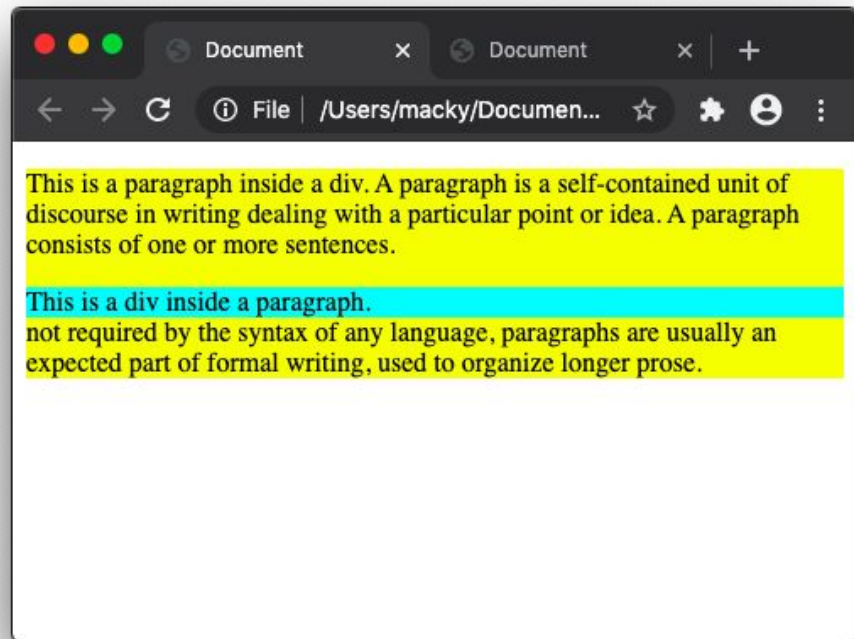 Document
Document
File
/Users/macky/Documen...
This is a paragraph inside a div. A paragraph is a self-contained unit of
discourse in writing dealing with a particular point or idea. A paragraph
consists of one or more sentences.
This is a div inside a paragraph.
not required by the syntax of any language, paragraphs are usually an
expected part of formal writing, used to organize longer prose.